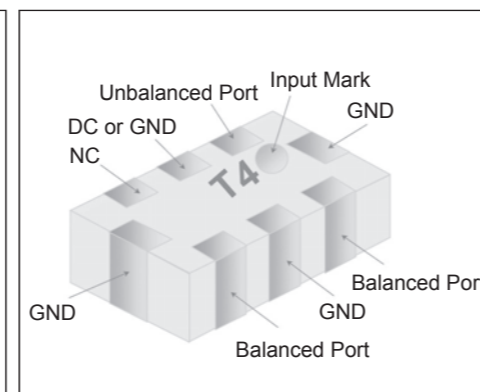 Input Mark
Unbalanced Port
GND
DC or GND
NC
T4
Balanced Por
GND
GND
Balanced Port